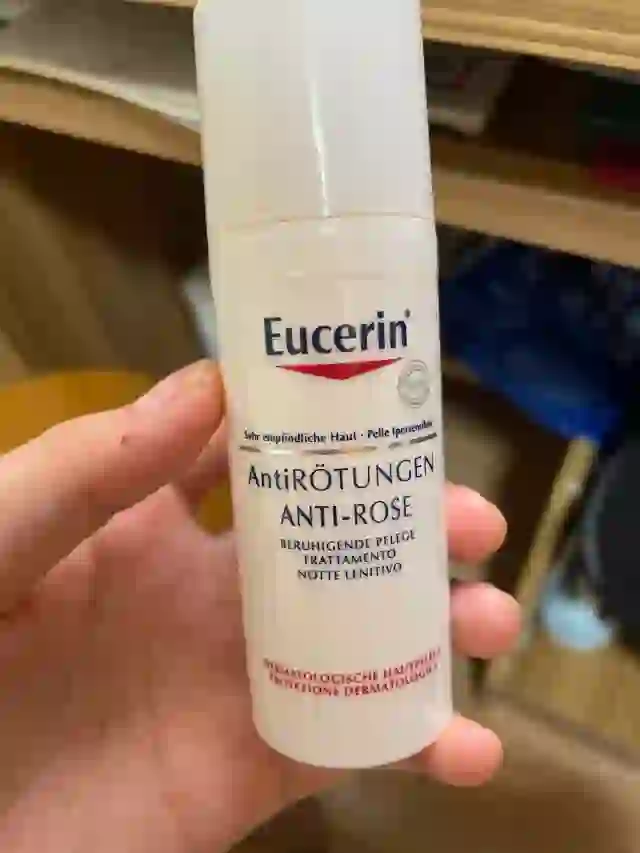 Eucerin®
Sehr empfindliche Haut · Pelle Ipersensibile
AntiRÖTUNGEN
ANTI-ROSE
BERUHIGENDE PFLEGE
TRATTAMENTO
NOTTE LENITIVO
DERMATOLOGISCHE HAUTPFLEGE
PROTEZIONE DERMATOLOGICA